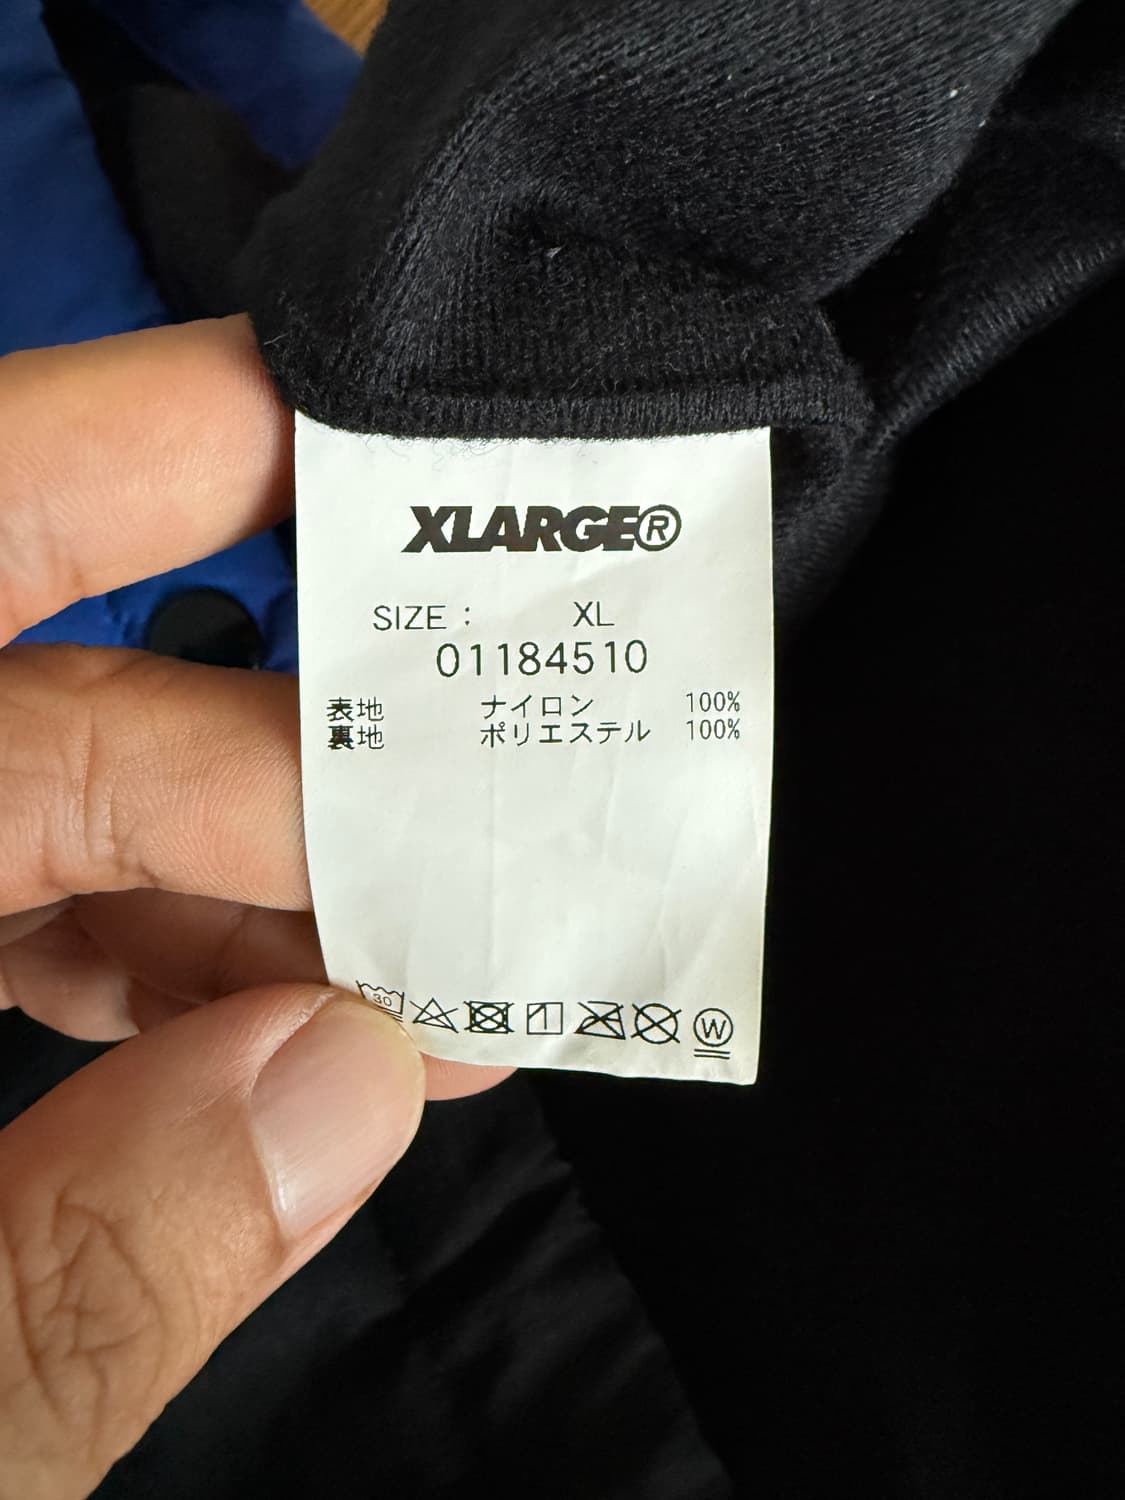 XLARGE®
SIZE : XL
01184510
表地 ナイロン 100%
裏地 ポリエステル 100%
30
W